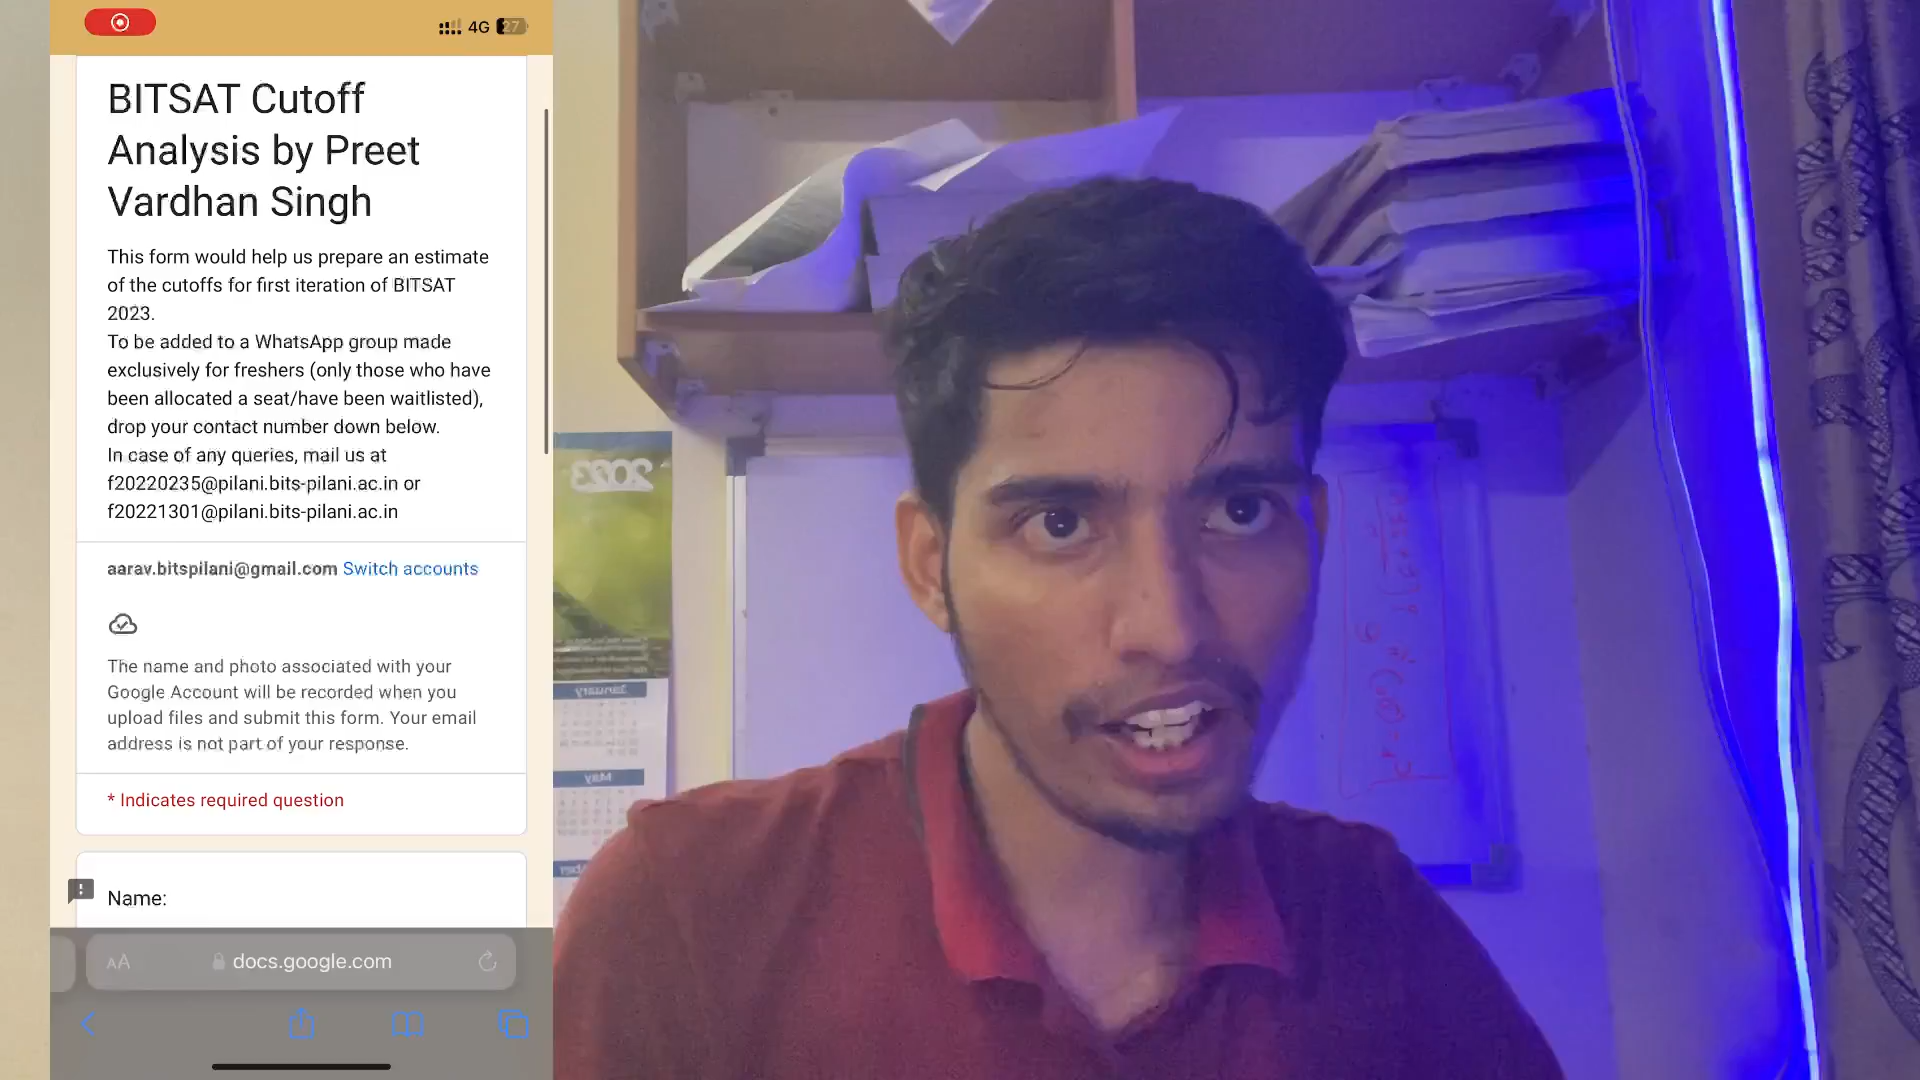 4G 27
BITSAT Cutoff
Analysis by Preet
Vardhan Singh
This form would help us prepare an estimate
of the cutoffs for first iteration of BITSAT
2023.
To be added to a WhatsApp group made
exclusively for freshers (only those who have
been allocated a seat/have been waitlisted),
drop your contact number down below.
In case of any queries, mail us at
f20220235@pilani.bits-pilani.ac.in or
f20221301@pilani.bits-pilani.ac.in
aarav.bitspilani@gmail.com Switch accounts
The name and photo associated with your
Google Account will be recorded when you
upload files and submit this form. Your email
address is not part of your response.
* Indicates required question
Name:
AA docs.google.com
2023
January
May